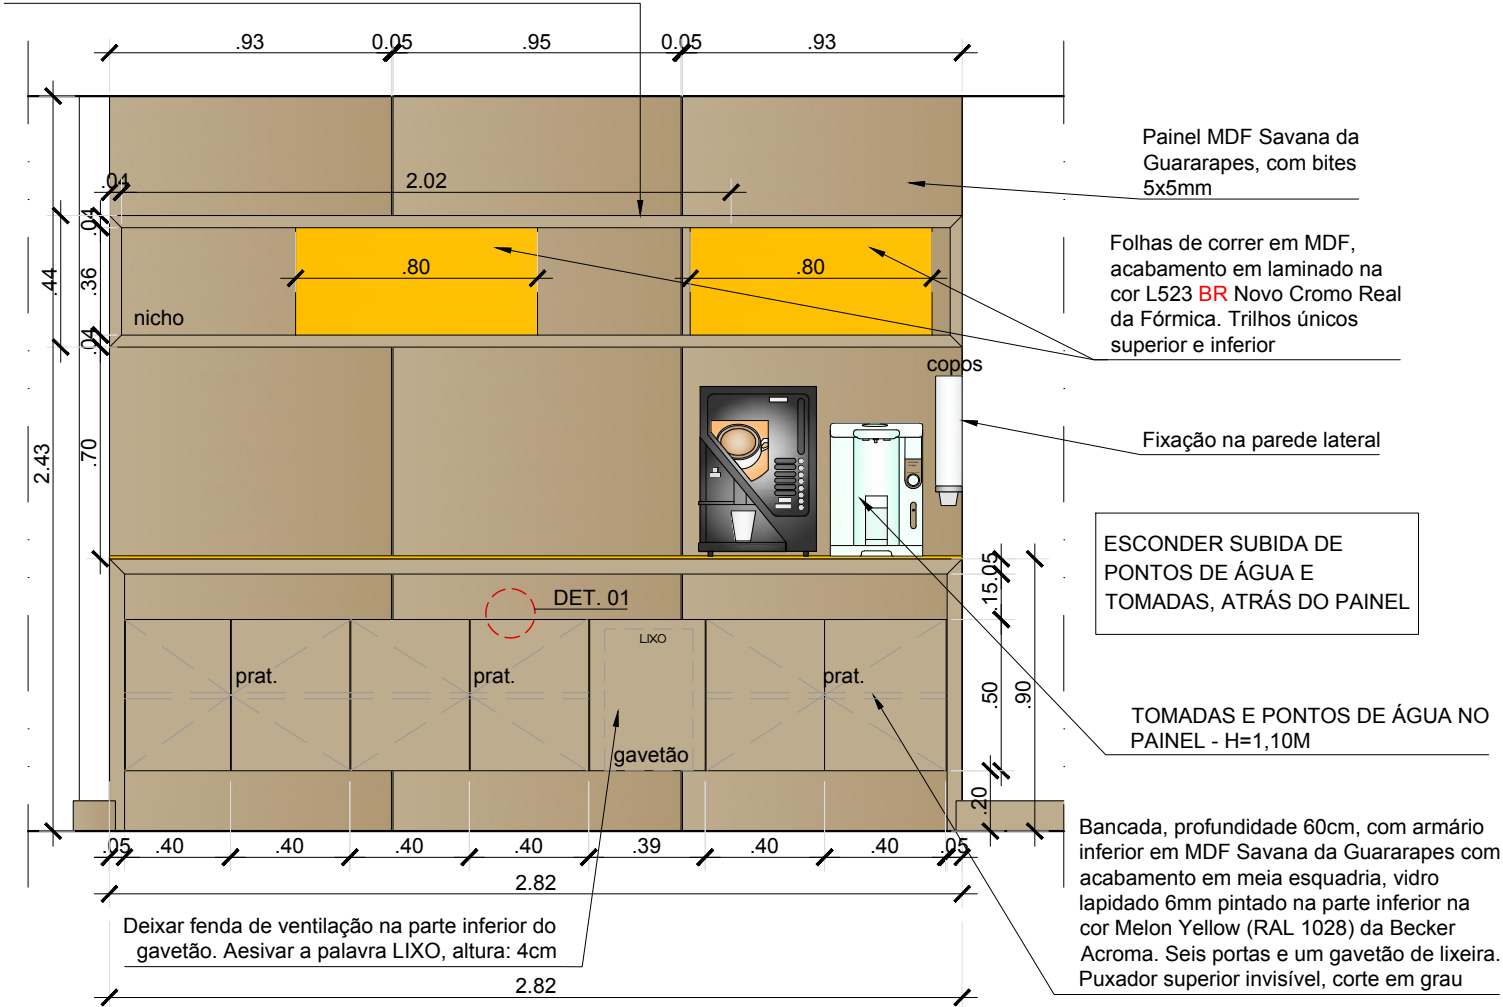 .93
0.05
.95
0.05
.93
Painel MDF Savana da
Guararapes, com bites
5x5mm
.04
2.02
.04
.44
.36
.04
.80
.80
nicho
Folhas de correr em MDF,
acabamento em laminado na
cor L523 BR Novo Cromo Real
da Fórmica. Trilhos únicos
superior e inferior
copos
Fixação na parede lateral
2.43
.70
ESCONDER SUBIDA DE
PONTOS DE ÁGUA E
TOMADAS, ATRÁS DO PAINEL
.05
.15
DET. 01
LIXO
prat.
prat.
prat.
gavetão
.50
.90
.20
TOMADAS E PONTOS DE ÁGUA NO
PAINEL - H=1,10M
.05
.40
.40
.40
.40
.39
.40
.40
.05
2.82
Bancada, profundidade 60cm, com armário
inferior em MDF Savana da Guararapes com
acabamento em meia esquadria, vidro
lapidado 6mm pintado na parte inferior na
cor Melon Yellow (RAL 1028) da Becker
Acroma. Seis portas e um gavetão de lixeira.
Puxador superior invisível, corte em grau
Deixar fenda de ventilação na parte inferior do
gavetão. Aesivar a palavra LIXO, altura: 4cm
2.82